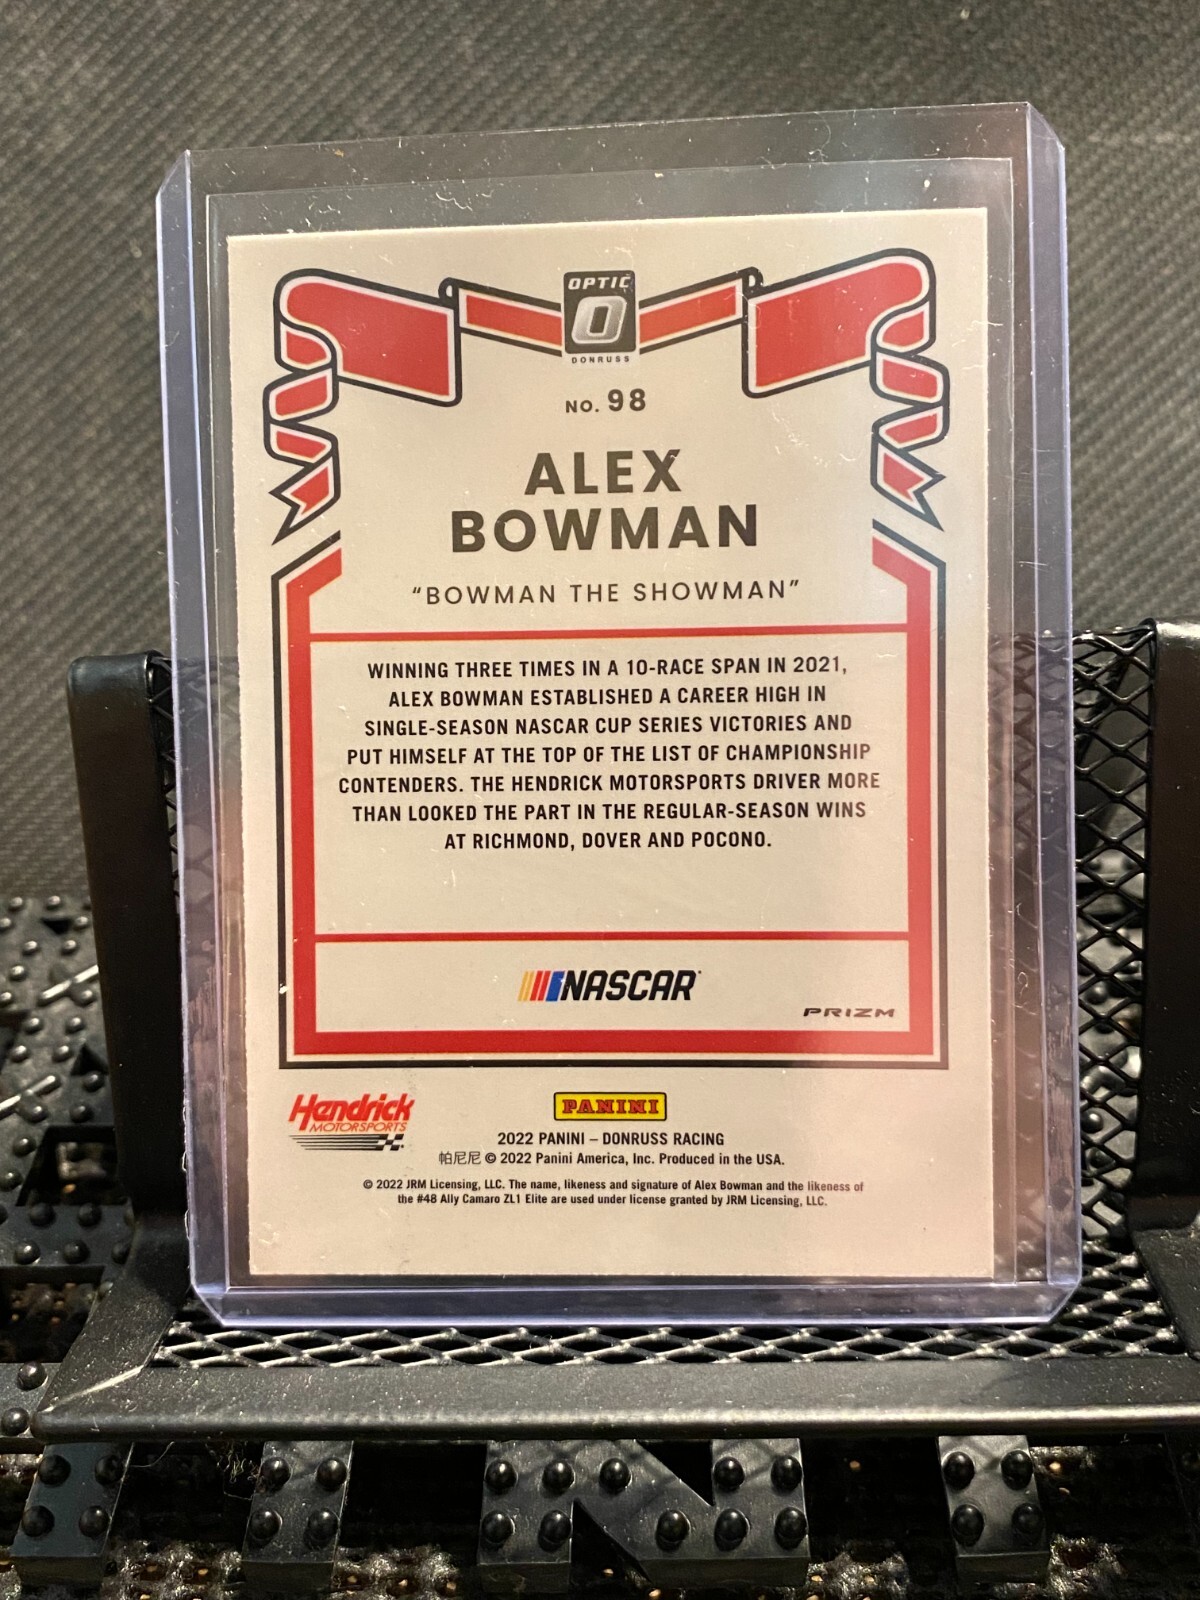 OPTIC
DONRUSS
NO. 98
ALEX
BOWMAN
“BOWMAN THE SHOWMAN”
WINNING THREE TIMES IN A 10-RACE SPAN IN 2021,
ALEX BOWMAN ESTABLISHED A CAREER HIGH IN
SINGLE-SEASON NASCAR CUP SERIES VICTORIES AND
PUT HIMSELF AT THE TOP OF THE LIST OF CHAMPIONSHIP
CONTENDERS. THE HENDRICK MOTORSPORTS DRIVER MORE
THAN LOOKED THE PART IN THE REGULAR-SEASON WINS
AT RICHMOND, DOVER AND POCONO.
NASCAR
PRIZM
Hendrick
MOTORSPORTS
PANINI
2022 PANINI – DONRUSS RACING
帕尼尼 © 2022 Panini America, Inc. Produced in the USA.
© 2022 JRM Licensing, LLC. The name, likeness and signature of Alex Bowman and the likeness of
the #48 Ally Camaro ZL1 Elite are used under license granted by JRM Licensing, LLC.